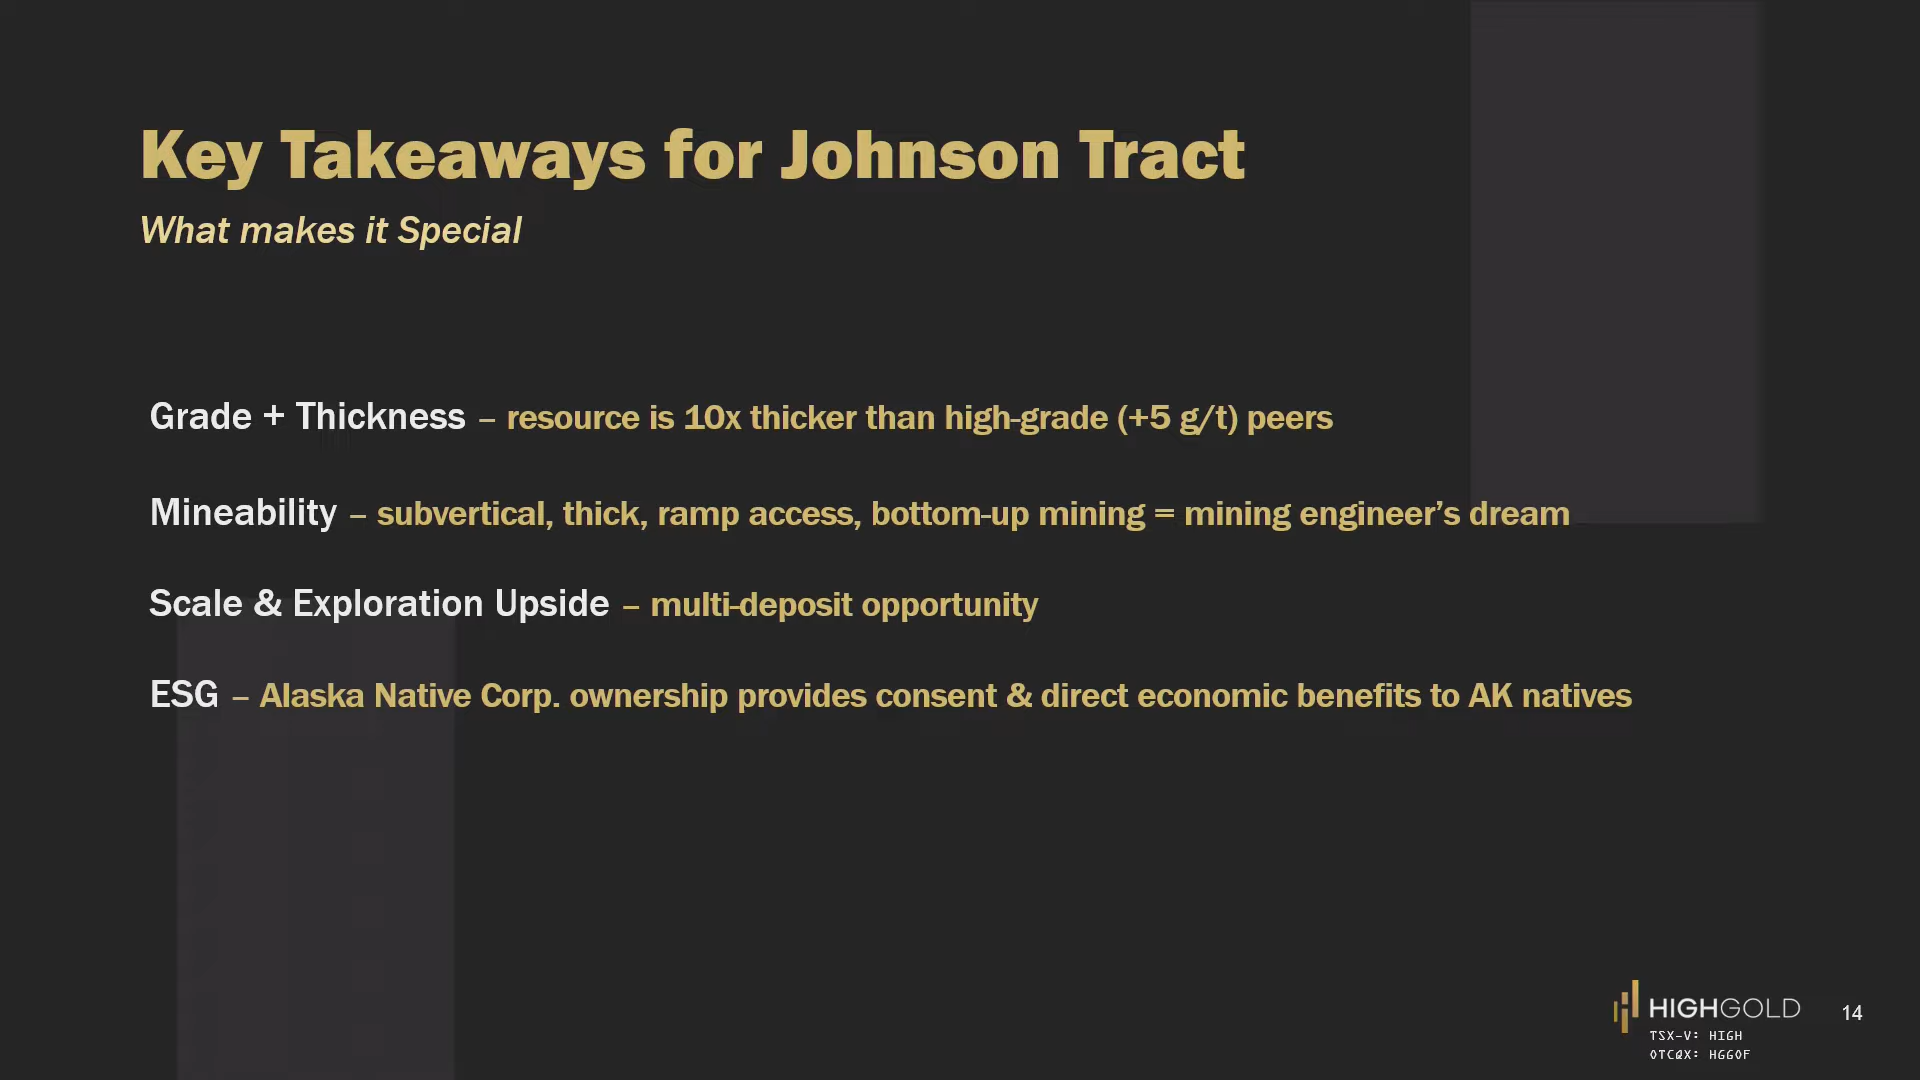 Key Takeaways for Johnson Tract
What makes it Special
Grade + Thickness – resource is 10x thicker than high-grade (+5 g/t) peers
Mineability – subvertical, thick, ramp access, bottom-up mining = mining engineer’s dream
Scale & Exploration Upside – multi-deposit opportunity
ESG – Alaska Native Corp. ownership provides consent & direct economic benefits to AK natives
HIGHGOLD
TSX-V: HIGH
OTCQX: HGGOF
14